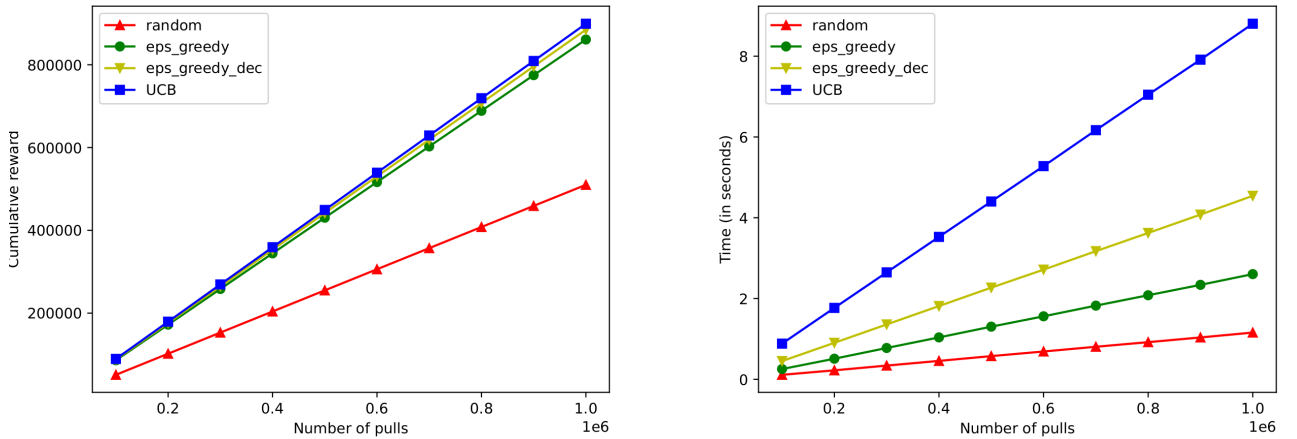 random
eps_greedy
eps_greedy_dec
UCB
800000
600000
400000
200000
Cumulative reward
0.2 0.4 0.6 0.8 1.0
1e6
Number of pulls
random
eps_greedy
eps_greedy_dec
UCB
8
6
4
2
0
Time (in seconds)
0.2 0.4 0.6 0.8 1.0
1e6
Number of pulls